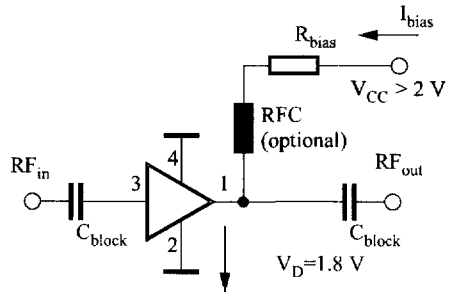 I_bias
R_bias
V_CC > 2 V
RFC
(optional)
RF_in
4
3
1
RF_out
C_block
2
V_D=1.8 V
C_block